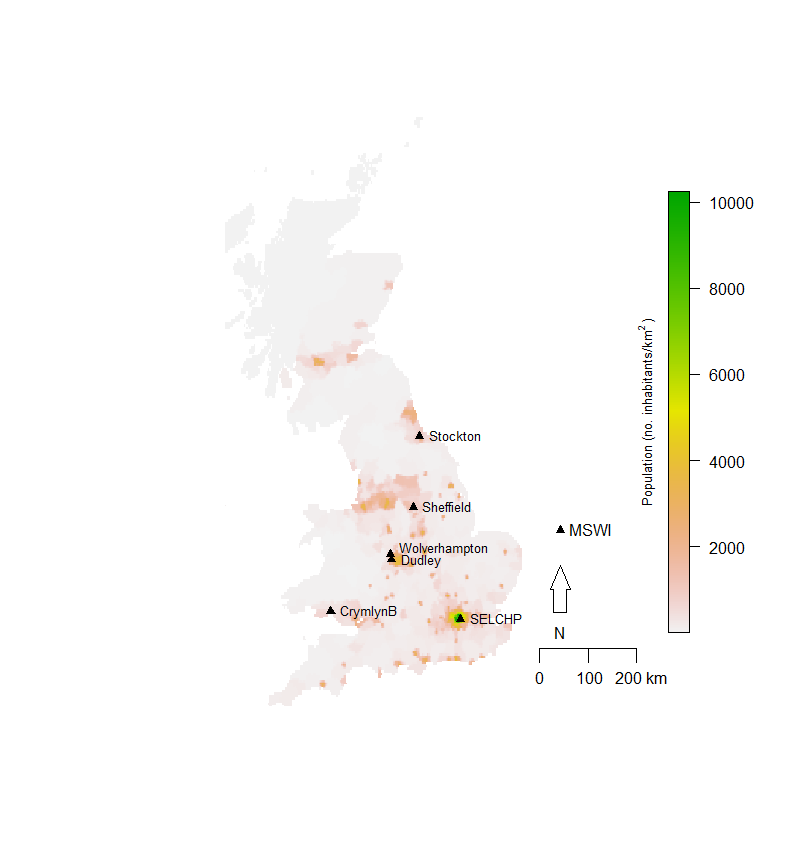 10000
8000
6000
4000
2000
Population (no. inhabitants/km²)
Stockton
Sheffield
Wolverhampton
Dudley
CrymlynB
SELCHP
MSWI
N
0 100 200 km